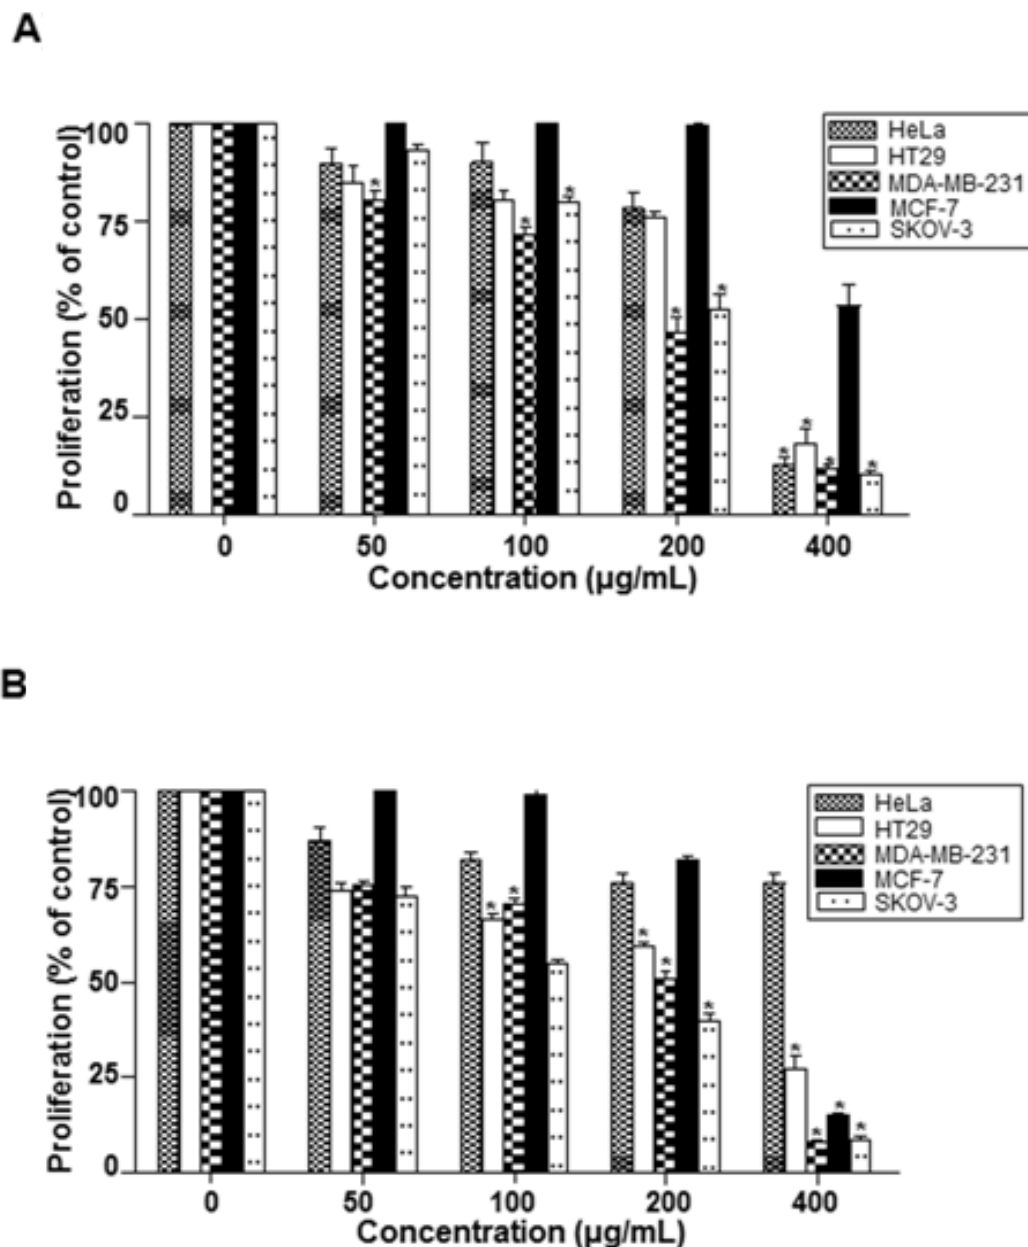 A
Proliferation (% of control)
100
75
50
25
0
HeLa
HT29
MDA-MB-231
MCF-7
SKOV-3
*
*
*
*
*
*
*
*
*
0 50 100 200 400
Concentration (µg/mL)
B
Proliferation (% of control)
100
75
50
25
0
HeLa
HT29
MDA-MB-231
MCF-7
SKOV-3
*
*
*
*
*
*
*
*
*
0 50 100 200 400
Concentration (µg/mL)